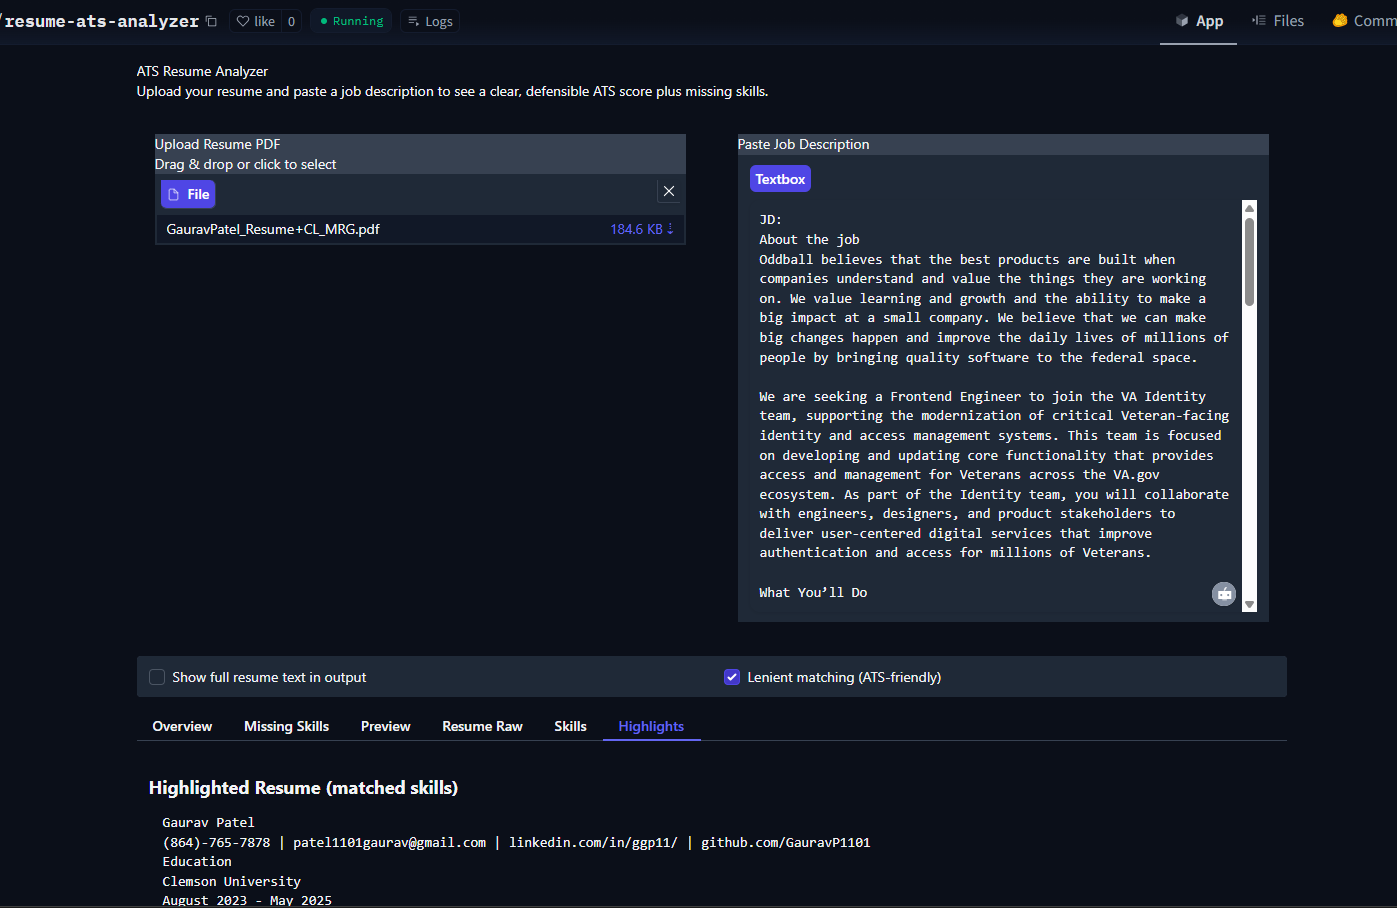 /resume-ats-analyzer like 0 Running Logs App Files Comm
ATS Resume Analyzer
Upload your resume and paste a job description to see a clear, defensible ATS score plus missing skills.
Upload Resume PDF
Drag & drop or click to select
File
GauravPatel_Resume+CL_MRG.pdf 184.6 KB ↓
Paste Job Description
Textbox
JD:
About the job
Oddball believes that the best products are built when
companies understand and value the things they are working
on. We value learning and growth and the ability to make a
big impact at a small company. We believe that we can make
big changes happen and improve the daily lives of millions of
people by bringing quality software to the federal space.
We are seeking a Frontend Engineer to join the VA Identity
team, supporting the modernization of critical Veteran-facing
identity and access management systems. This team is focused
on developing and updating core functionality that provides
access and management for Veterans across the VA.gov
ecosystem. As part of the Identity team, you will collaborate
with engineers, designers, and product stakeholders to
deliver user-centered digital services that improve
authentication and access for millions of Veterans.
What You’ll Do
Show full resume text in output
Lenient matching (ATS-friendly)
Overview Missing Skills Preview Resume Raw Skills Highlights
Highlighted Resume (matched skills)
Gaurav Patel
(864)-765-7878 | patel1101gaurav@gmail.com | linkedin.com/in/ggp11/ | github.com/GauravP1101
Education
Clemson University
August 2023 - May 2025